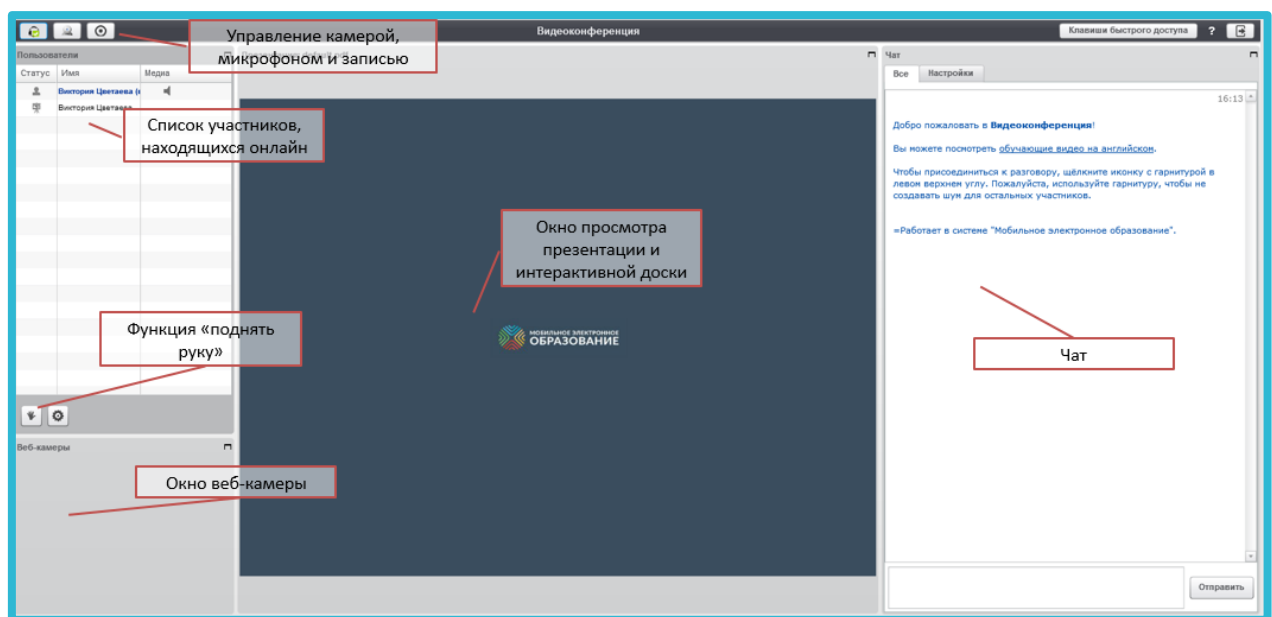 Видеоконференция
Клавиши быстрого доступа
?
Управление камерой,
микрофоном и записью
Пользователи
Статус Имя Медиа
Виктория Цветаева (
Виктория Цветаева
Список участников,
находящихся онлайн
Функция «поднять
руку»
Веб-камеры
Окно веб-камеры
Окно просмотра
презентации и
интерактивной доски
МОБИЛЬНОЕ ЭЛЕКТРОННОЕ
ОБРАЗОВАНИЕ
Чат
Все Настройки
16:13
Добро пожаловать в Видеоконференция!
Вы можете посмотреть обучающие видео на английском.
Чтобы присоединиться к разговору, щёлкните иконку с гарнитурой в
левом верхнем углу. Пожалуйста, используйте гарнитуру, чтобы не
создавать шум для остальных участников.
=Работает в системе "Мобильное электронное образование".
Чат
Отправить